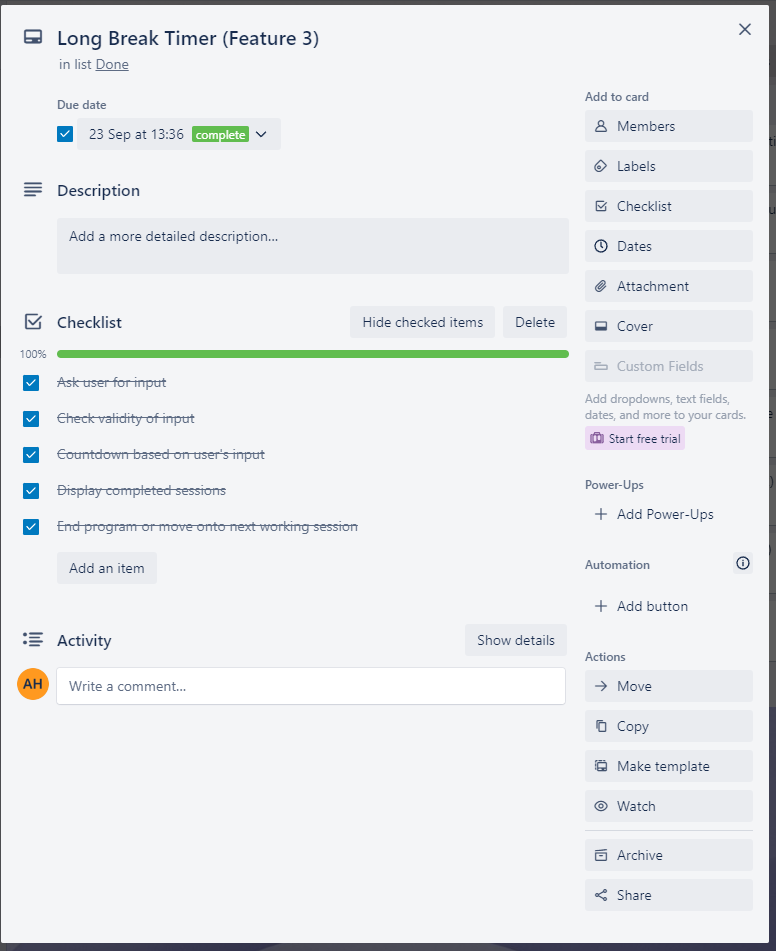 Long Break Timer (Feature 3)
in list Done
Due date
23 Sep at 13:36 complete
Description
Add a more detailed description...
Checklist
Hide checked items
Delete
100%
Ask user for input
Check validity of input
Countdown based on user's input
Display completed sessions
End program or move onto next working session
Add an item
Activity
Show details
AH
Write a comment...
Add to card
Members
Labels
Checklist
Dates
Attachment
Cover
Custom Fields
Add dropdowns, text fields,
dates, and more to your cards.
Start free trial
Power-Ups
Add Power-Ups
Automation
Add button
Actions
Move
Copy
Make template
Watch
Archive
Share